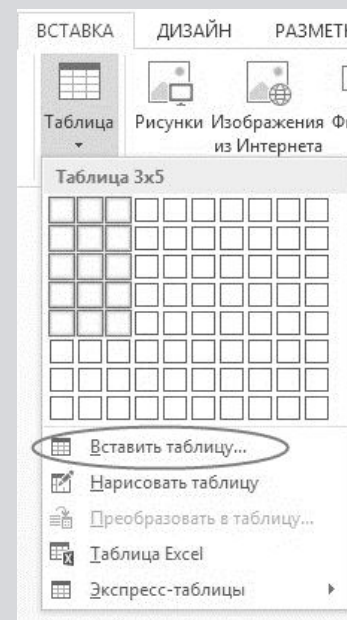 ВСТАВКА ДИЗАЙН РАЗМЕТ
Таблица Рисунки Изображения
из Интернета
Таблица 3x5
Вставить таблицу...
Нарисовать таблицу
Преобразовать в таблицу...
Таблица Excel
Экспресс-таблицы